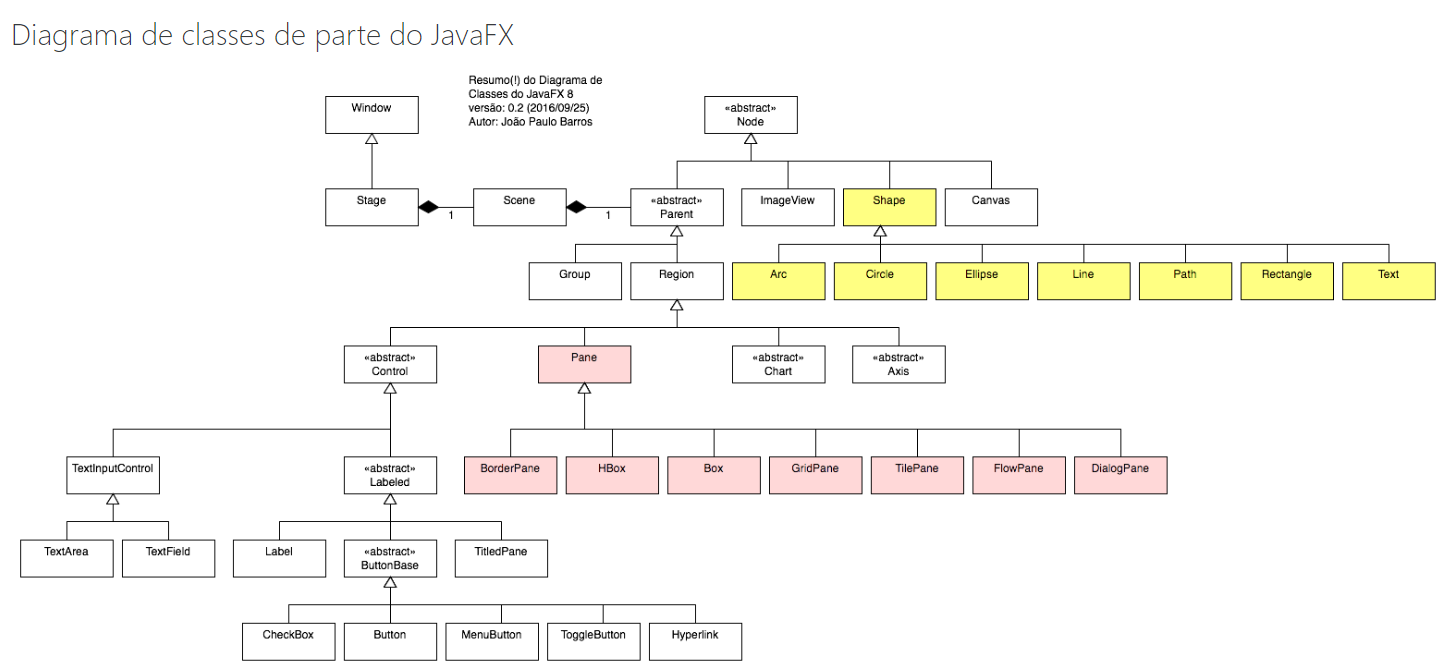 Diagrama de classes de parte do JavaFX
Resumo(!) do Diagrama de
Classes do JavaFX 8
versão: 0.2 (2016/09/25)
Autor: João Paulo Barros
Window
«abstract»
Node
Stage
1
Scene
1
«abstract»
Parent
ImageView
Shape
Canvas
Group
Region
Arc
Circle
Ellipse
Line
Path
Rectangle
Text
«abstract»
Control
Pane
«abstract»
Chart
«abstract»
Axis
TextInputControl
«abstract»
Labeled
BorderPane
HBox
Box
GridPane
TilePane
FlowPane
DialogPane
TextArea
TextField
Label
«abstract»
ButtonBase
TitledPane
CheckBox
Button
MenuButton
ToggleButton
Hyperlink